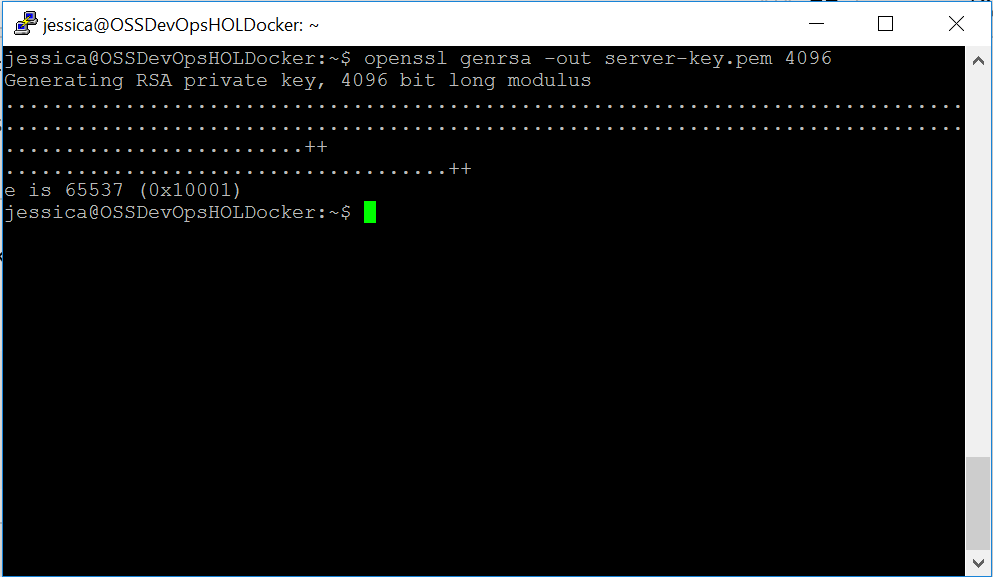 jessica@OSSDevOpsHOLDocker: ~
jessica@OSSDevOpsHOLDocker:~$ openssl genrsa -out server-key.pem 4096
Generating RSA private key, 4096 bit long modulus
................................................................................
................................................................................
.........................++
.....................................++
e is 65537 (0x10001)
jessica@OSSDevOpsHOLDocker:~$